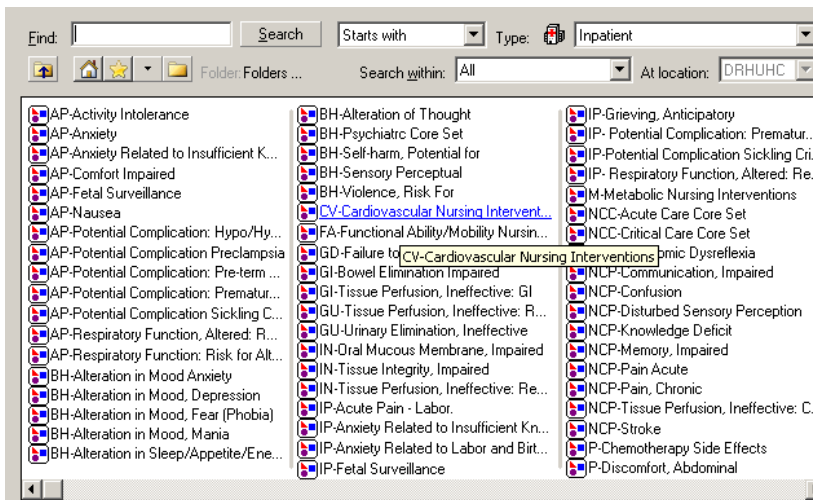 Find: Search Starts with Type: Inpatient
Folder: Folders ... Search within: All At location: DRHUHC
AP-Activity Intolerance
AP-Anxiety
AP-Anxiety Related to Insufficient K...
AP-Comfort Impaired
AP-Fetal Surveillance
AP-Nausea
AP-Potential Complication: Hypo/Hy...
AP-Potential Complication Preclampsia
AP-Potential Complication: Pre-term ...
AP-Potential Complication: Prematur...
AP-Potential Complication Sickling C...
AP-Respiratory Function, Altered: R...
AP-Respiratory Function: Risk for Alt...
BH-Alteration in Mood Anxiety
BH-Alteration in Mood, Depression
BH-Alteration in Mood, Fear (Phobia)
BH-Alteration in Mood, Mania
BH-Alteration in Sleep/Appetite/Ene...
BH-Alteration of Thought
BH-Psychiatrc Core Set
BH-Self-harm, Potential for
BH-Sensory Perceptual
BH-Violence, Risk For
CV-Cardiovascular Nursing Intervent...
FA-Functional Ability/Mobility Nursin...
GD-Failure to
CV-Cardiovascular Nursing Interventions
GI-Bowel Elimination Impaired
GI-Tissue Perfusion, Ineffective: GI
GU-Tissue Perfusion, Ineffective: R...
GU-Urinary Elimination, Ineffective
IN-Oral Mucous Membrane, Impaired
IN-Tissue Integrity, Impaired
IN-Tissue Perfusion, Ineffective: Re...
IP-Acute Pain - Labor.
IP-Anxiety Related to Insufficient Kn...
IP-Anxiety Related to Labor and Birt...
IP-Fetal Surveillance
IP-Grieving, Anticipatory
IP- Potential Complication: Prematur...
IP-Potential Complication Sickling Cri.
IP- Respiratory Function, Altered: Re.
M-Metabolic Nursing Interventions
NCC-Acute Care Core Set
NCC-Critical Care Core Set
omic Dysreflexia
NCP-Communication, Impaired
NCP-Confusion
NCP-Disturbed Sensory Perception
NCP-Knowledge Deficit
NCP-Memory, Impaired
NCP-Pain Acute
NCP-Pain, Chronic
NCP-Tissue Perfusion, Ineffective: C.
NCP-Stroke
P-Chemotherapy Side Effects
P-Discomfort, Abdominal